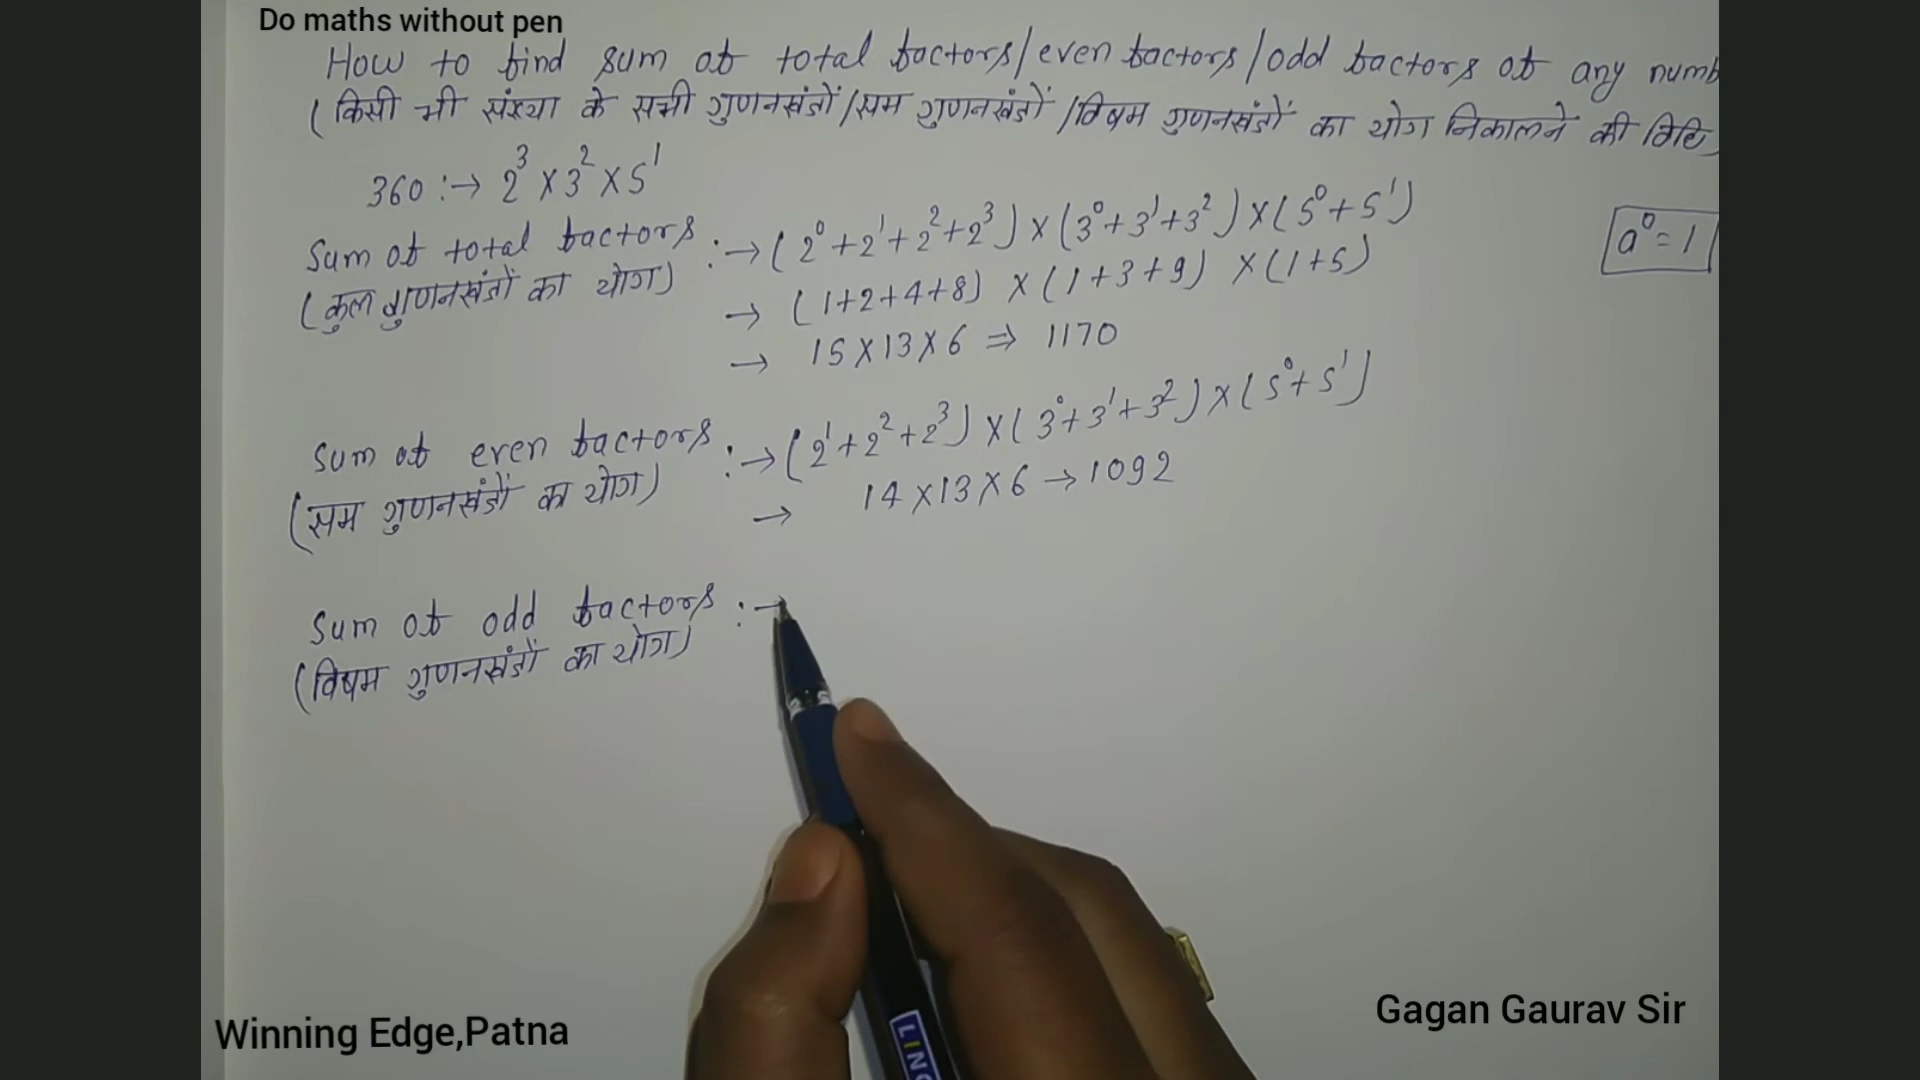 Do maths without pen
How to find sum of total factors/even factors/odd factors of any numb
(किसी भी संख्या के सभी गुणनखंडों/सम गुणनखंडों/विषम गुणनखंडों का योग निकालने की विधि)
360 :→ 2³ × 3² × 5¹
Sum of total factors :→ (2⁰+2¹+2²+2³) × (3⁰+3¹+3²) × (5⁰+5¹)
a⁰ = 1
(कुल गुणनखंडों का योग) → (1+2+4+8) × (1+3+9) × (1+5)
→ 15×13×6 ⇒ 1170
Sum of even factors :→ (2¹+2²+2³) × (3⁰+3¹+3²) × (5⁰+5¹)
(सम गुणनखंडों का योग) → 14×13×6 → 1092
Sum of odd factors :→
(विषम गुणनखंडों का योग)
LINC
Winning Edge,Patna
Gagan Gaurav Sir